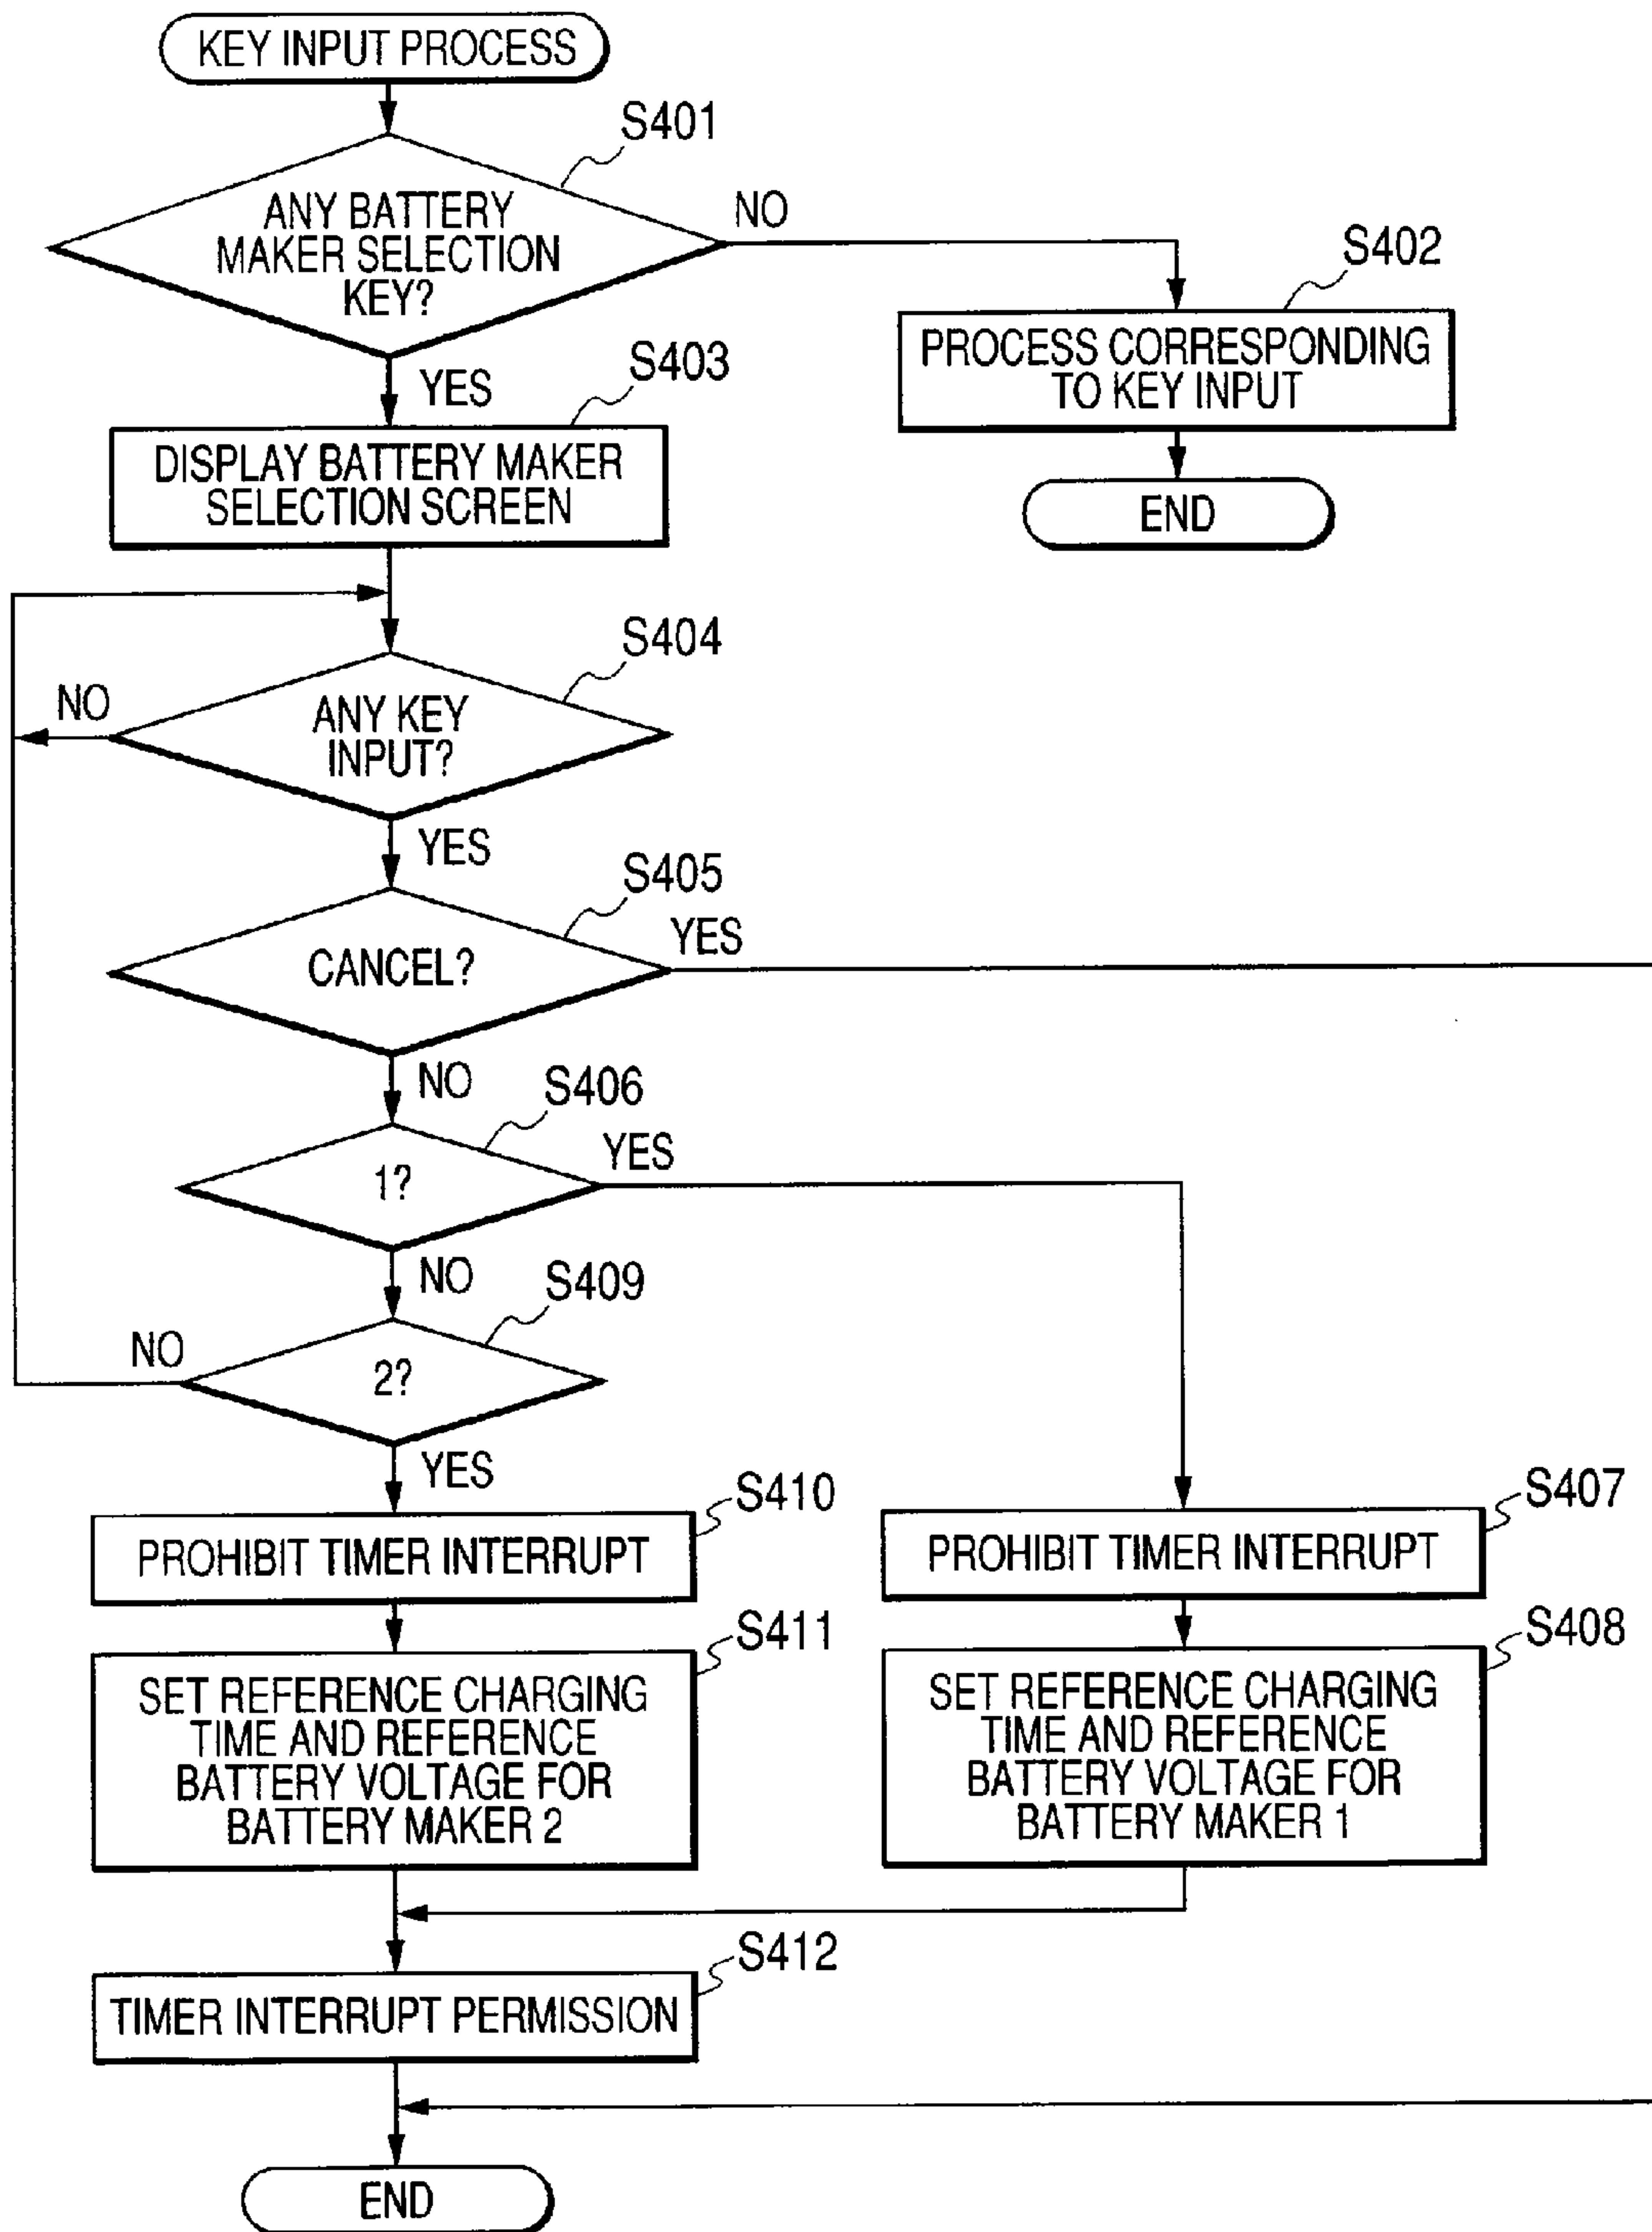 KEY INPUT PROCESS
S401
ANY BATTERY
MAKER SELECTION
KEY?
NO
S402
PROCESS CORRESPONDING
TO KEY INPUT
END
YES
S403
DISPLAY BATTERY MAKER
SELECTION SCREEN
S404
NO
ANY KEY
INPUT?
YES
S405
CANCEL?
YES
NO
S406
1?
YES
NO
S409
NO
2?
YES
S410
PROHIBIT TIMER INTERRUPT
S407
PROHIBIT TIMER INTERRUPT
S411
SET REFERENCE CHARGING
TIME AND REFERENCE
BATTERY VOLTAGE FOR
BATTERY MAKER 2
S408
SET REFERENCE CHARGING
TIME AND REFERENCE
BATTERY VOLTAGE FOR
BATTERY MAKER 1
S412
TIMER INTERRUPT PERMISSION
END